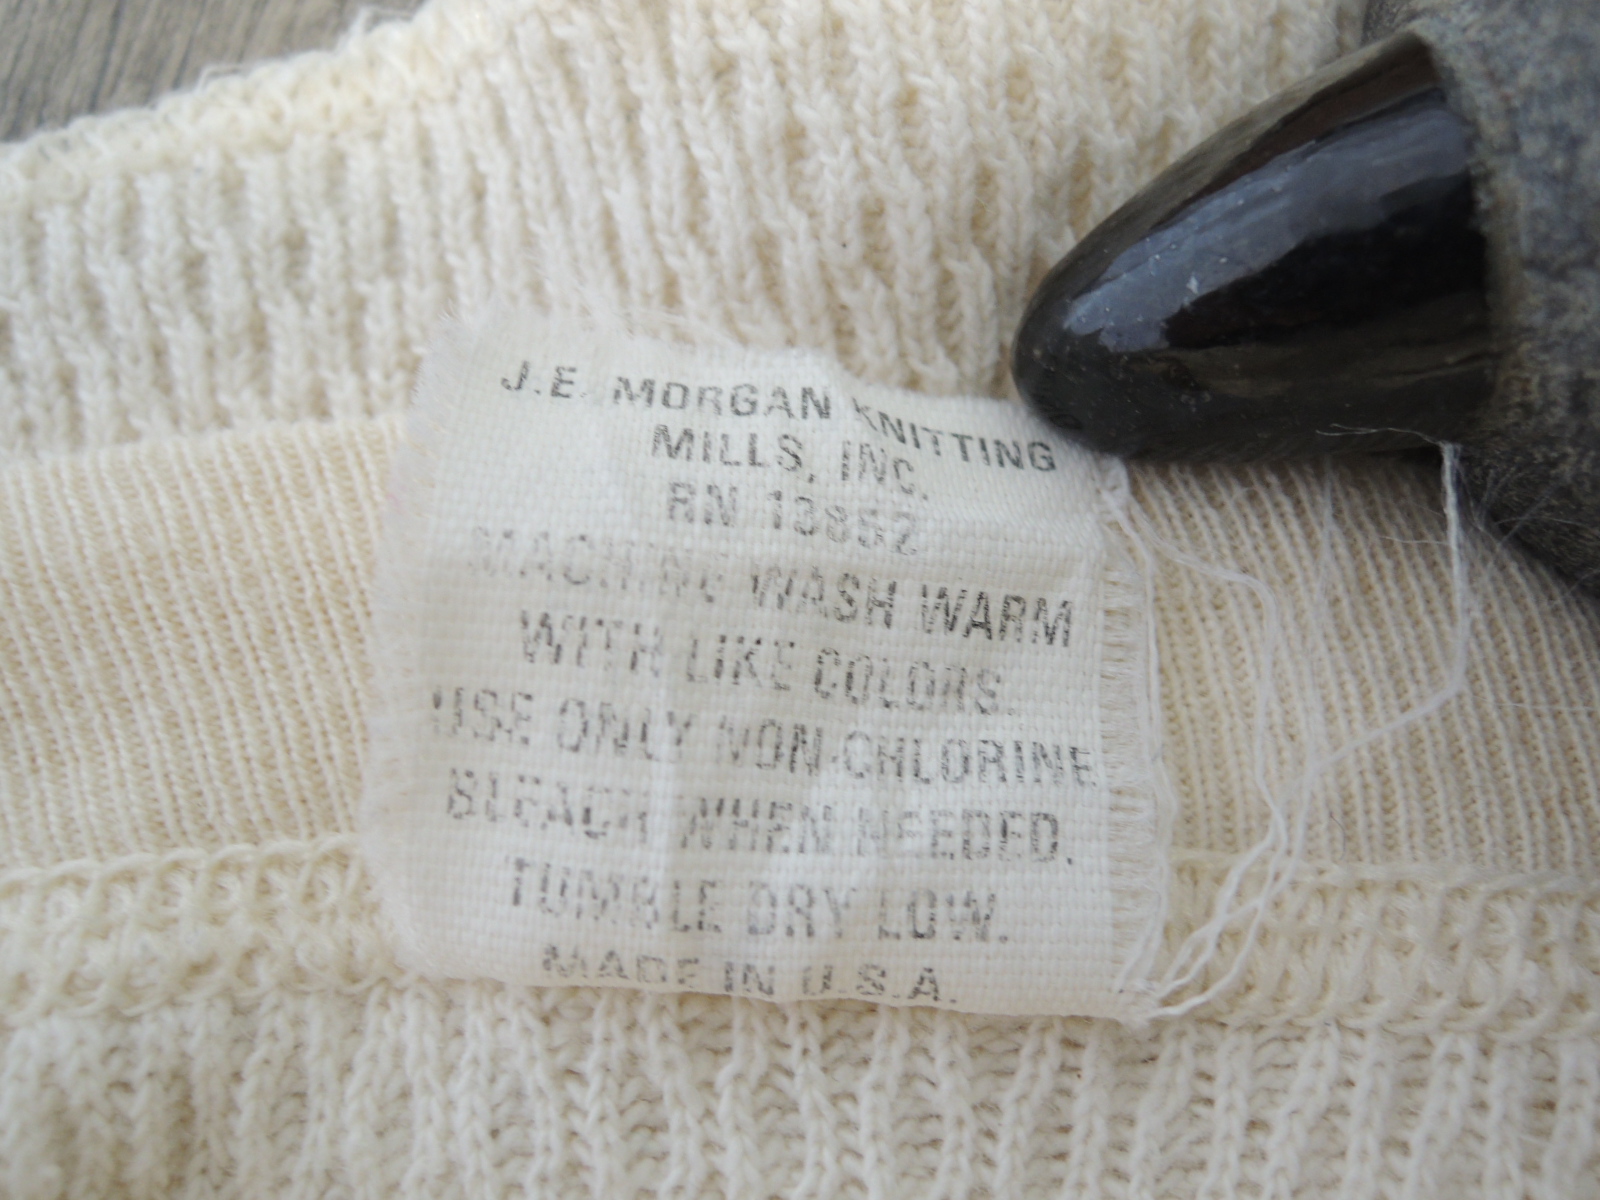 J.E. MORGAN KNITTING
MILLS, INC.
RN 13852
MACHINE WASH WARM
WITH LIKE COLORS.
USE ONLY NON-CHLORINE
BLEACH WHEN NEEDED.
TUMBLE DRY LOW.
MADE IN U.S.A.